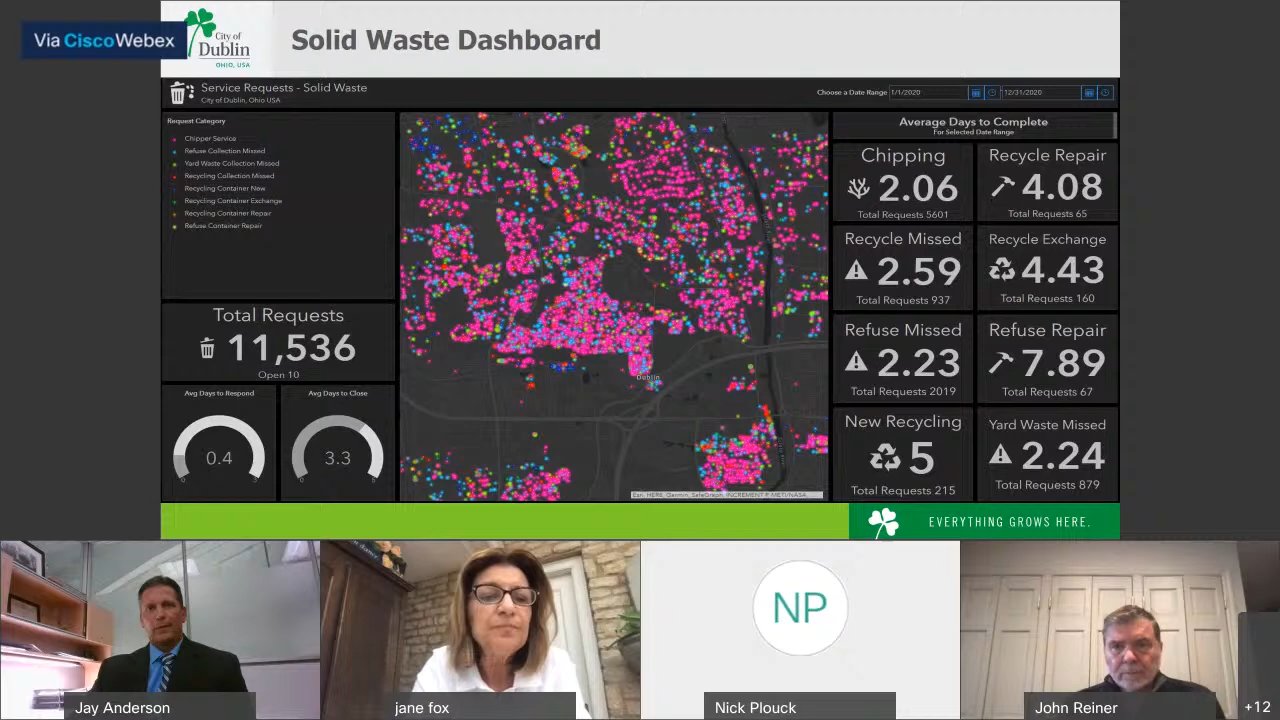 Via Cisco Webex
City of
Dublin
OHIO, USA
Solid Waste Dashboard
Service Requests - Solid Waste
City of Dublin, Ohio USA
Choose a Date Range
1/1/2020
12/31/2020
Request Category
Chipper Service
Refuse Collection Missed
Yard Waste Collection Missed
Recycling Collection Missed
Recycling Container New
Recycling Container Exchange
Recycling Container Repair
Refuse Container Repair
Total Requests
11,536
Open 10
Avg Days to Respond
0.4
Avg Days to Close
3.3
Dublin
Esri, HERE, Garmin, SafeGraph, INCREMENT P, METI/NASA,
Average Days to Complete
For Selected Date Range
Chipping
2.06
Total Requests 5601
Recycle Repair
4.08
Total Requests 65
Recycle Missed
2.59
Total Requests 937
Recycle Exchange
4.43
Total Requests 160
Refuse Missed
2.23
Total Requests 2019
Refuse Repair
7.89
Total Requests 67
New Recycling
5
Total Requests 215
Yard Waste Missed
2.24
Total Requests 879
EVERYTHING GROWS HERE.
NP
Jay Anderson
jane fox
Nick Plouck
John Reiner
+12